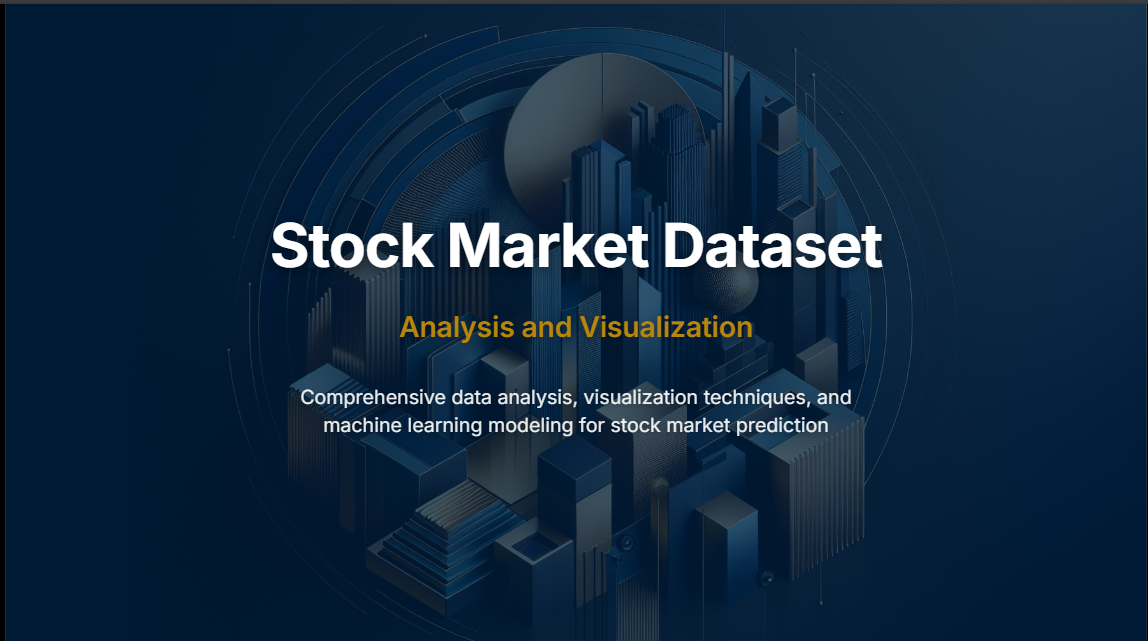 Stock Market Dataset
Analysis and Visualization
Comprehensive data analysis, visualization techniques, and
machine learning modeling for stock market prediction